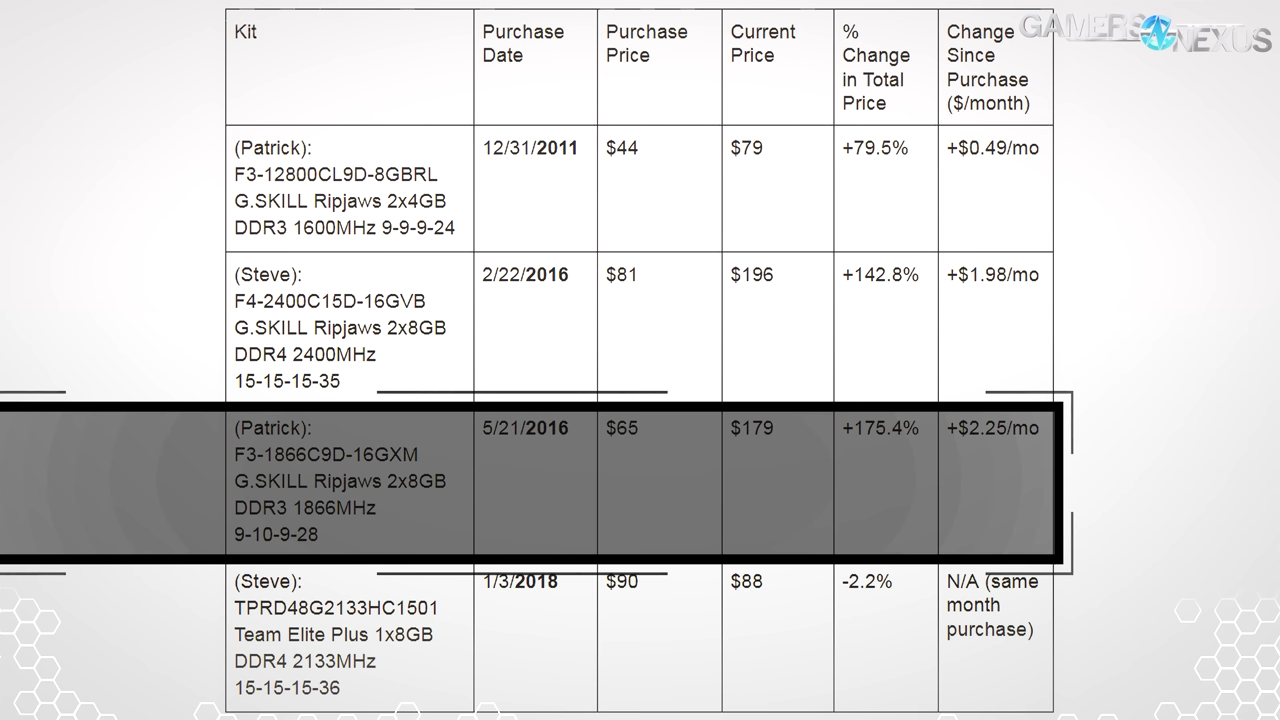 GAMERS NEXUS
Kit
Purchase
Date
Purchase
Price
Current
Price
%
Change
in Total
Price
Change
Since
Purchase
($/month)
(Patrick):
F3-12800CL9D-8GBRL
G.SKILL Ripjaws 2x4GB
DDR3 1600MHz 9-9-9-24
12/31/2011
$44
$79
+79.5%
+$0.49/mo
(Steve):
F4-2400C15D-16GVB
G.SKILL Ripjaws 2x8GB
DDR4 2400MHz
15-15-15-35
2/22/2016
$81
$196
+142.8%
+$1.98/mo
(Patrick):
F3-1866C9D-16GXM
G.SKILL Ripjaws 2x8GB
DDR3 1866MHz
9-10-9-28
5/21/2016
$65
$179
+175.4%
+$2.25/mo
(Steve):
TPRD48G2133HC1501
Team Elite Plus 1x8GB
DDR4 2133MHz
15-15-15-36
1/3/2018
$90
$88
-2.2%
N/A (same
month
purchase)